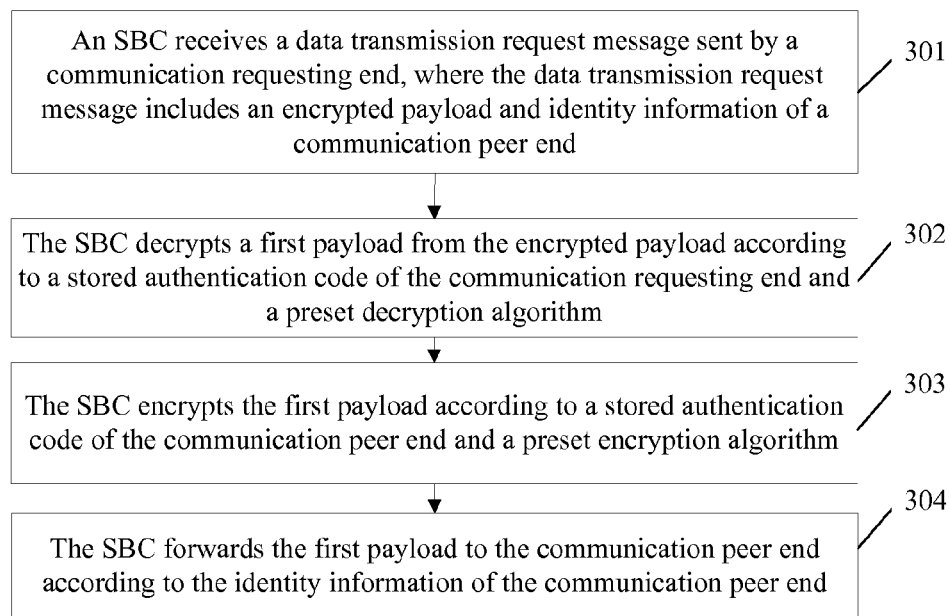 An SBC receives a data transmission request message sent by a
communication requesting end, where the data transmission request
message includes an encrypted payload and identity information of a
communication peer end
301
The SBC decrypts a first payload from the encrypted payload according
to a stored authentication code of the communication requesting end and
a preset decryption algorithm
302
The SBC encrypts the first payload according to a stored authentication
code of the communication peer end and a preset encryption algorithm
303
The SBC forwards the first payload to the communication peer end
according to the identity information of the communication peer end
304